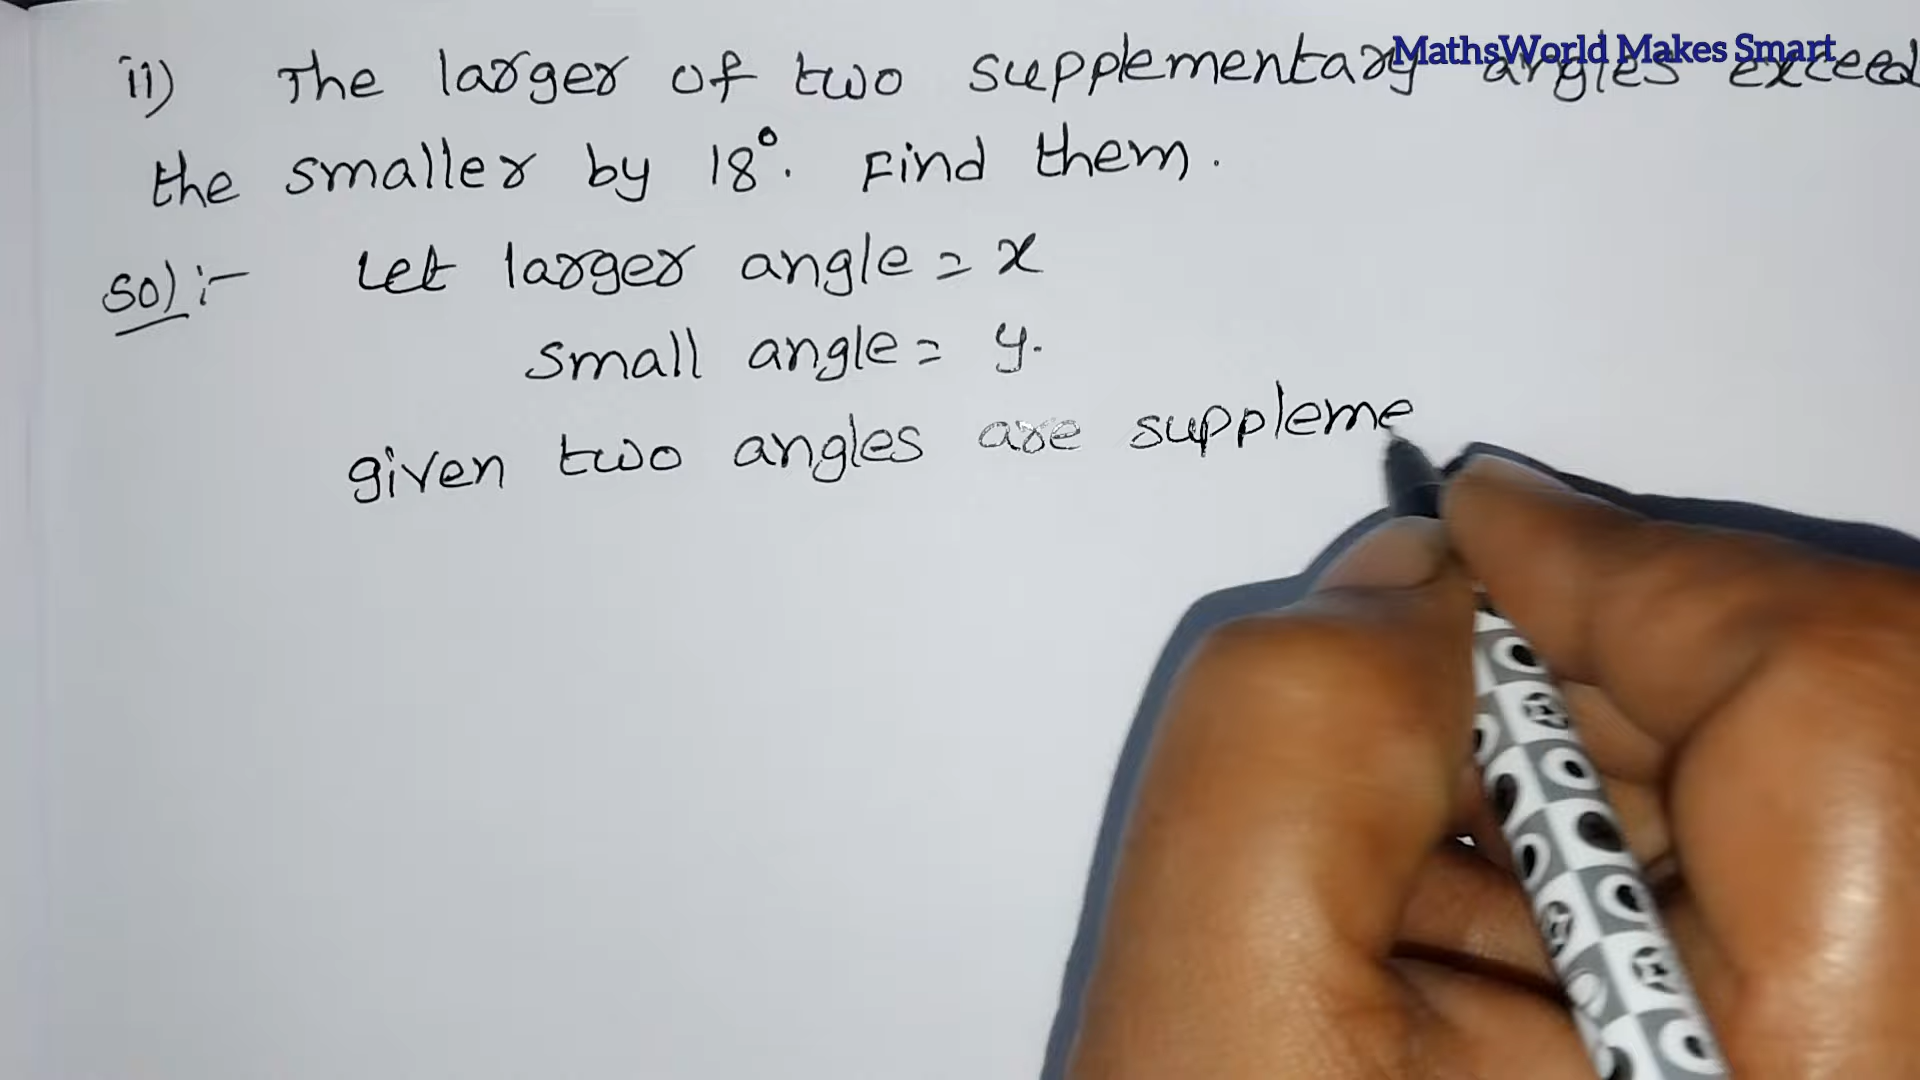 MathsWorld Makes Smart
ii) The larger of two supplementary angles exceed
the smaller by 18°. Find them.
Sol:- Let larger angle = x
small angle = y.
given two angles are suppleme